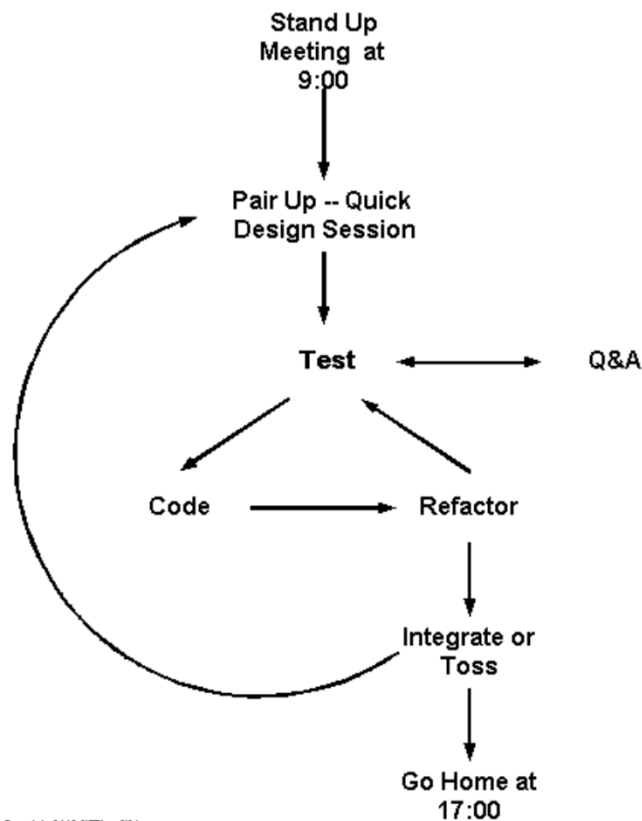 Stand Up
Meeting at
9:00
Pair Up -- Quick
Design Session
Test
Q&A
Code
Refactor
Integrate or
Toss
Go Home at
17:00